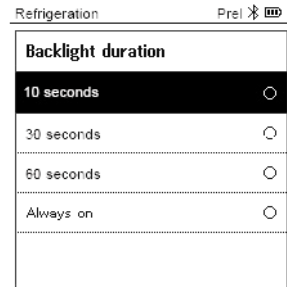 Refrigeration Prel
Backlight duration
10 seconds
30 seconds
60 seconds
Always on